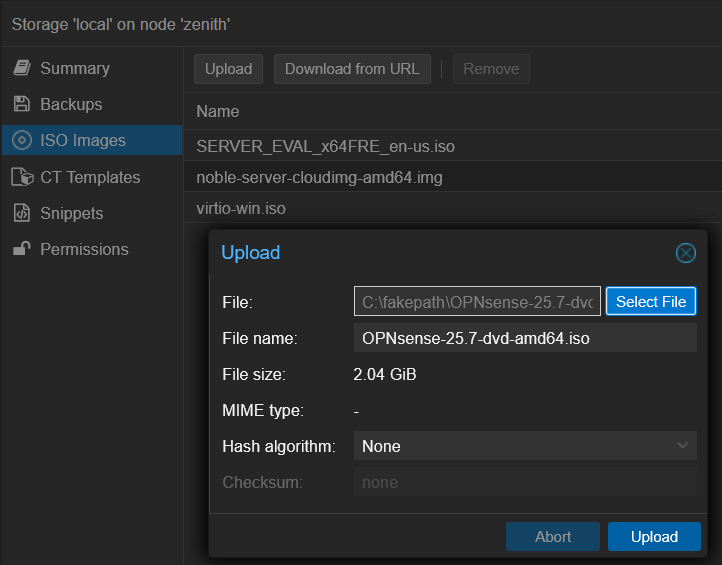 Storage 'local' on node 'zenith'
Summary
Backups
ISO Images
CT Templates
Snippets
Permissions
Upload Download from URL Remove
Name
SERVER_EVAL_x64FRE_en-us.iso
noble-server-cloudimg-amd64.img
virtio-win.iso
Upload
File: C:\fakepath\OPNsense-25.7-dvd Select File
File name: OPNsense-25.7-dvd-amd64.iso
File size: 2.04 GiB
MIME type: -
Hash algorithm: None
Checksum: none
Abort Upload